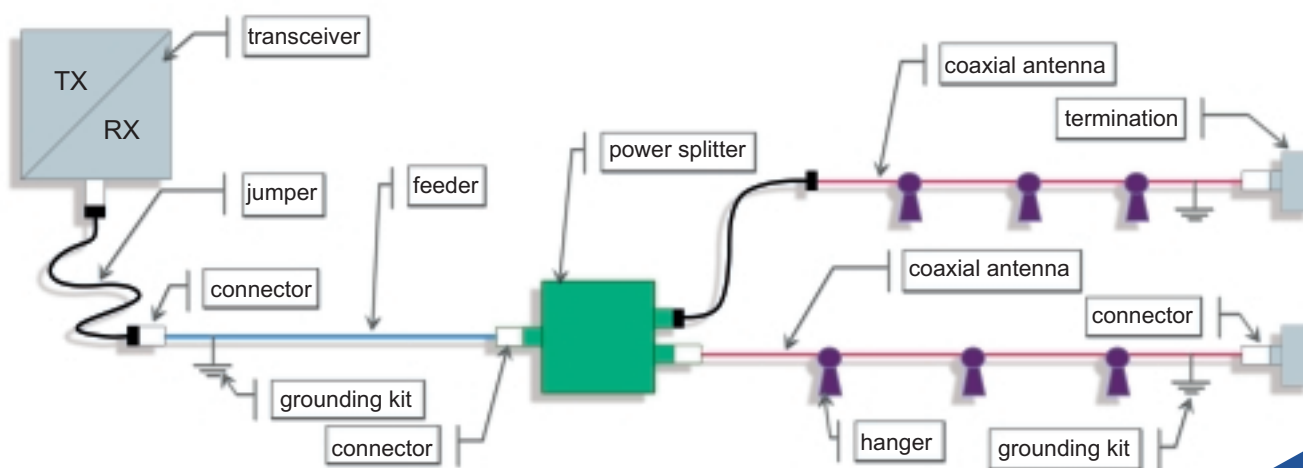 transceiver
TX
RX
jumper
feeder
connector
grounding kit
connector
power splitter
coaxial antenna
termination
coaxial antenna
connector
hanger
grounding kit